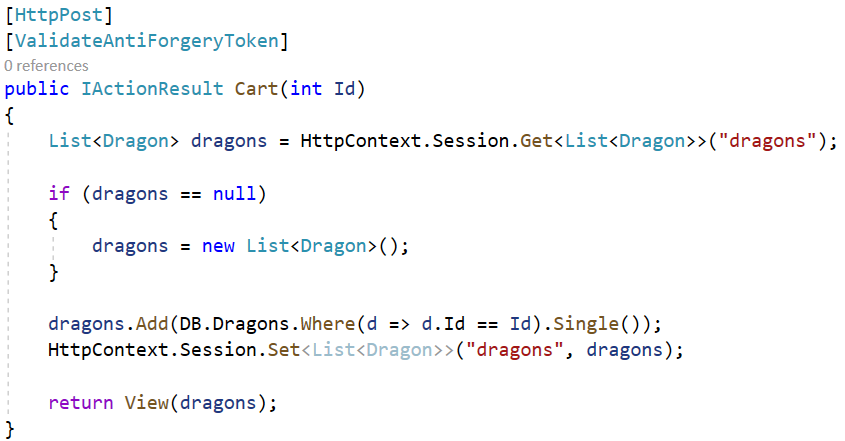 [HttpPost]
[ValidateAntiForgeryToken]
0 references
public IActionResult Cart(int Id)
{
    List<Dragon> dragons = HttpContext.Session.Get<List<Dragon>>("dragons");

    if (dragons == null)
    {
        dragons = new List<Dragon>();
    }

    dragons.Add(DB.Dragons.Where(d => d.Id == Id).Single());
    HttpContext.Session.Set<List<Dragon>>("dragons", dragons);

    return View(dragons);
}